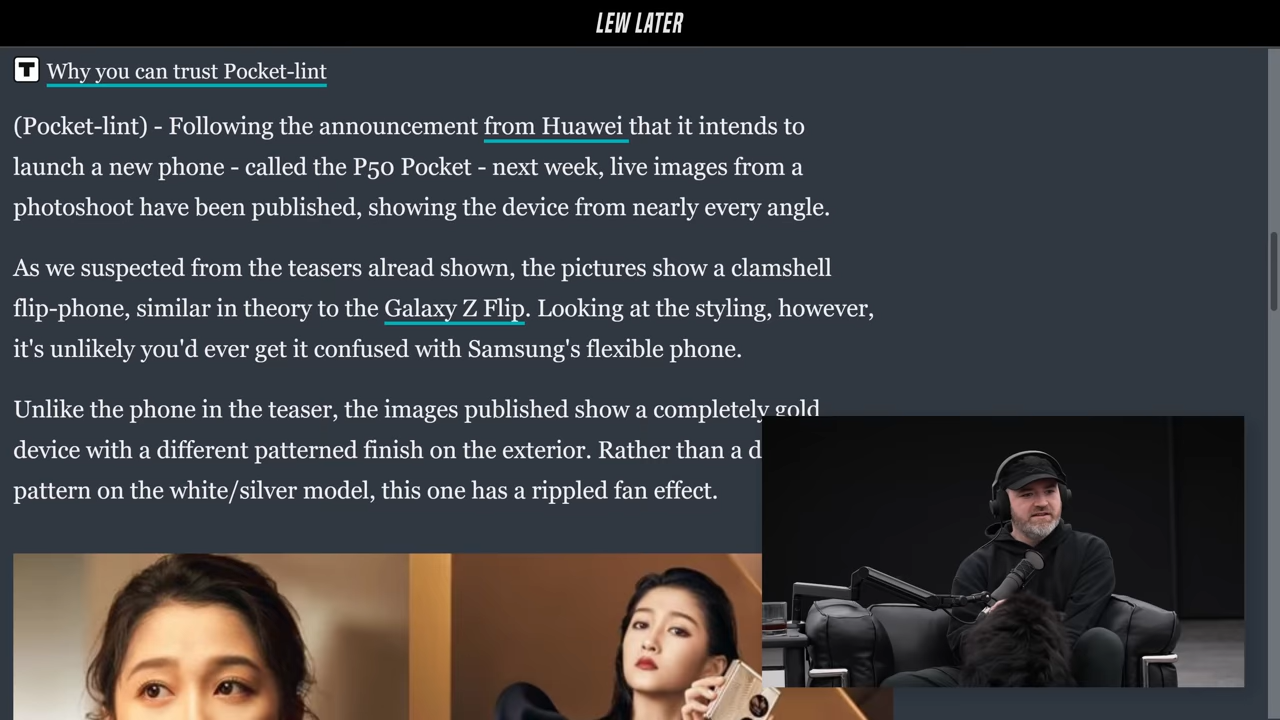 LEW LATER
T Why you can trust Pocket-lint
(Pocket-lint) - Following the announcement from Huawei that it intends to
launch a new phone - called the P50 Pocket - next week, live images from a
photoshoot have been published, showing the device from nearly every angle.
As we suspected from the teasers alread shown, the pictures show a clamshell
flip-phone, similar in theory to the Galaxy Z Flip. Looking at the styling, however,
it's unlikely you'd ever get it confused with Samsung's flexible phone.
Unlike the phone in the teaser, the images published show a completely gold
device with a different patterned finish on the exterior. Rather than a
pattern on the white/silver model, this one has a rippled fan effect.